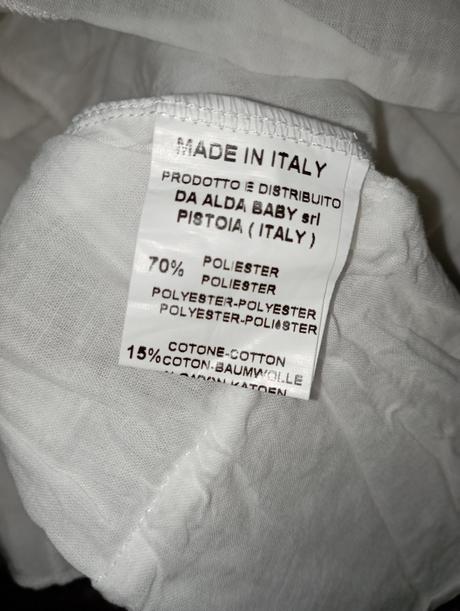 MADE IN ITALY
PRODOTTO E DISTRIBUITO
DA ALDA BABY srl
PISTOIA ( ITALY )
70% POLIESTER
POLIESTER
POLYESTER-POLYESTER
POLYESTER-POLIESTER
COTONE-COTTON
15% COTON-BAUMWOLLE
KATOEN